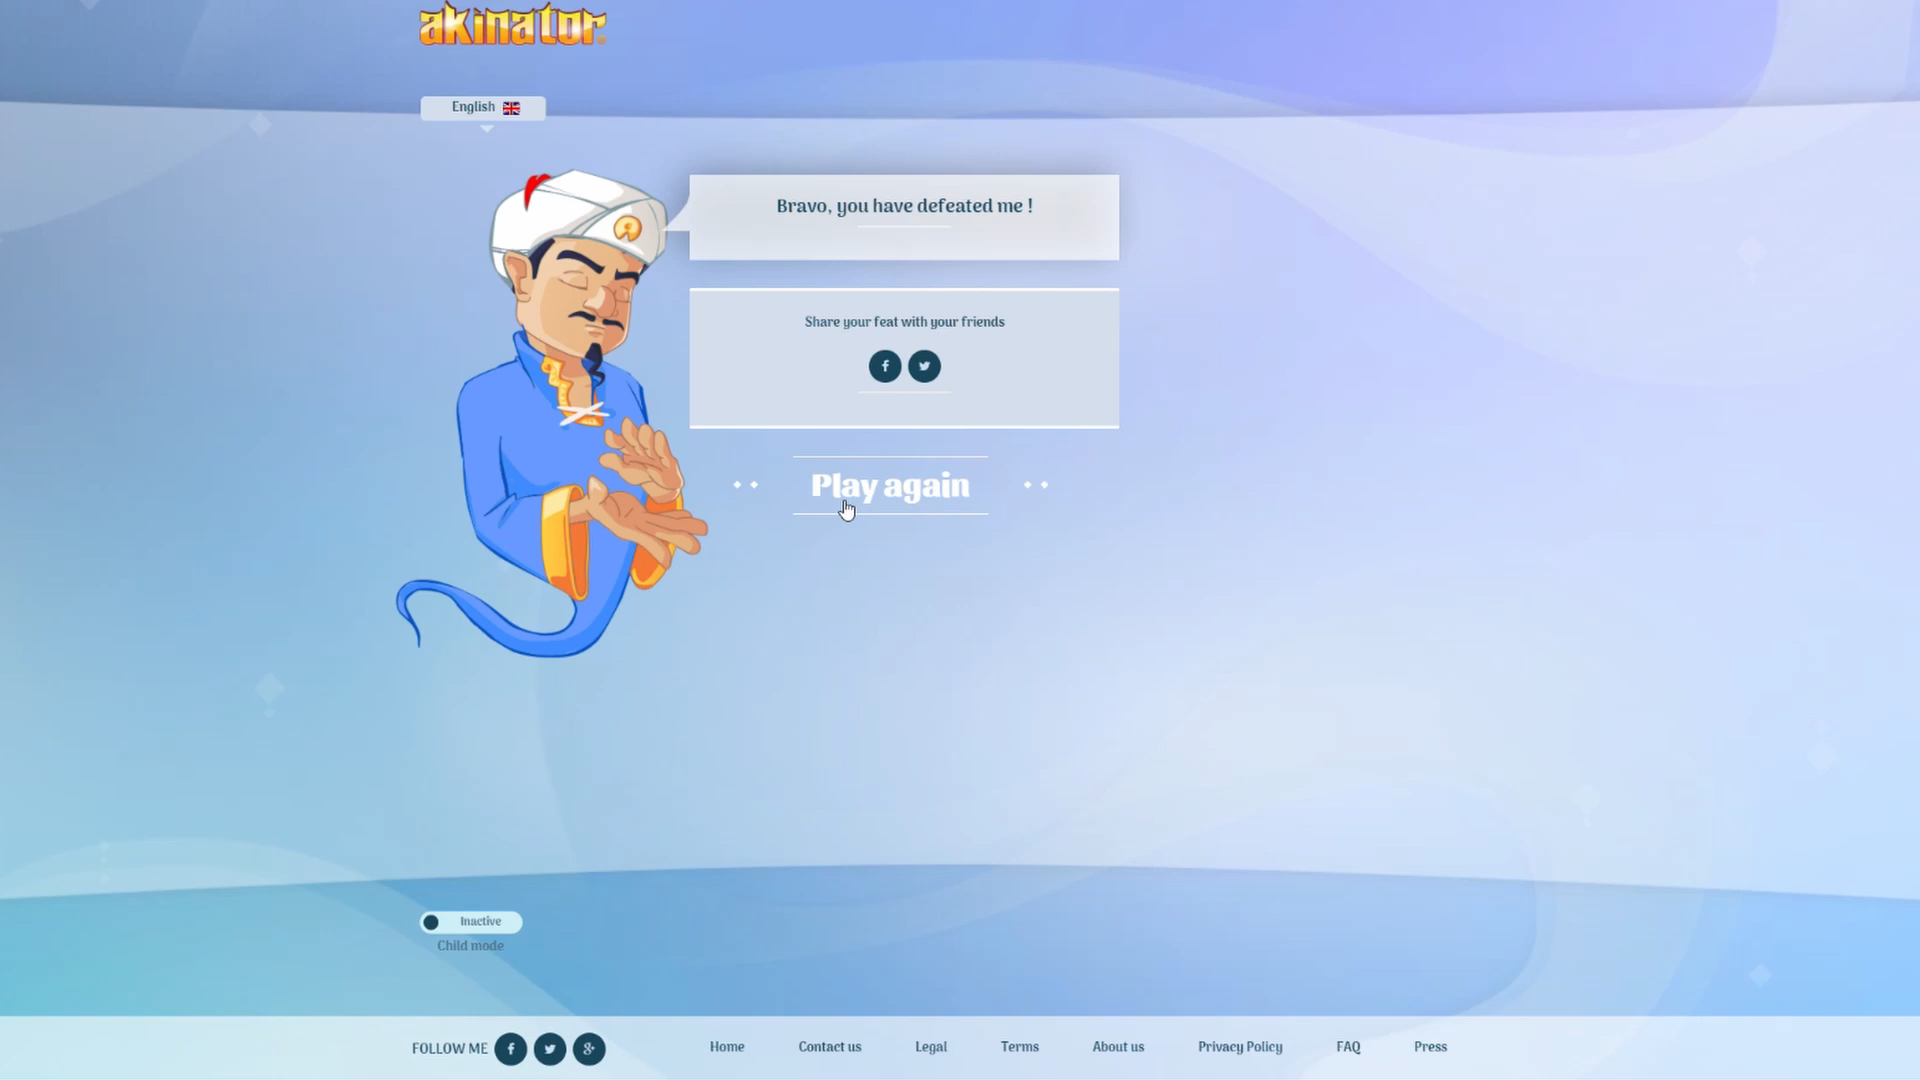 akinator
English
Bravo, you have defeated me !
Share your feat with your friends
Play again
Inactive
Child mode
FOLLOW ME
Home
Contact us
Legal
Terms
About us
Privacy Policy
FAQ
Press